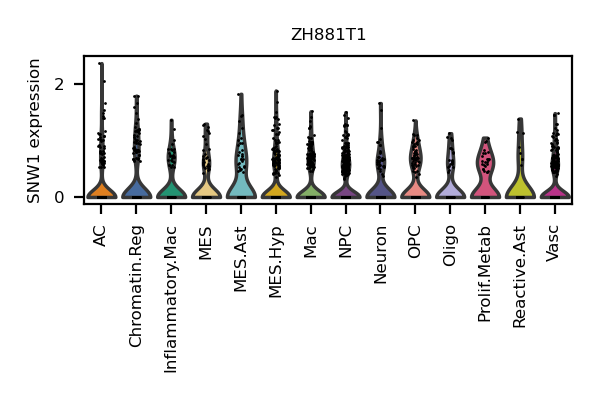 ZH881T1
SNW1 expression
2
0
AC
Chromatin.Reg
Inflammatory.Mac
MES
MES.Ast
MES.Hyp
Mac
NPC
Neuron
OPC
Oligo
Prolif.Metab
Reactive.Ast
Vasc